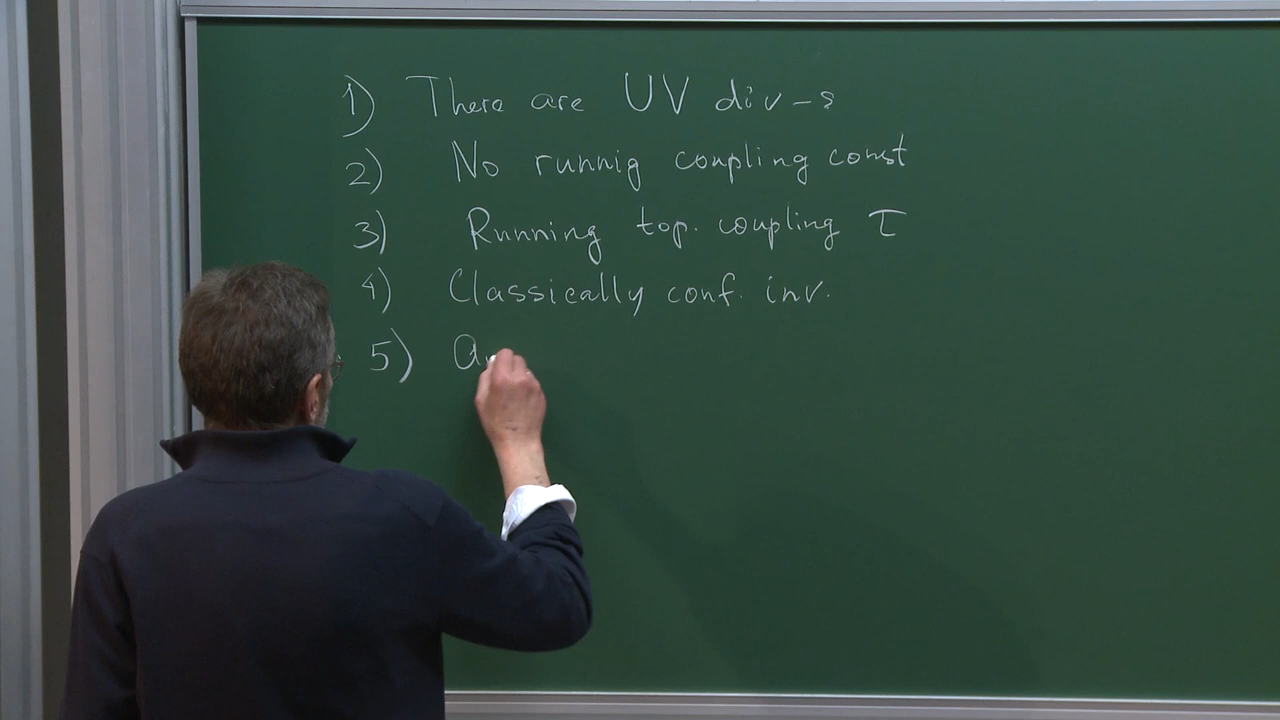 1) There are UV div-s
2) No runnig coupling const
3) Running top. coupling τ
4) Classically conf. inv.
5)